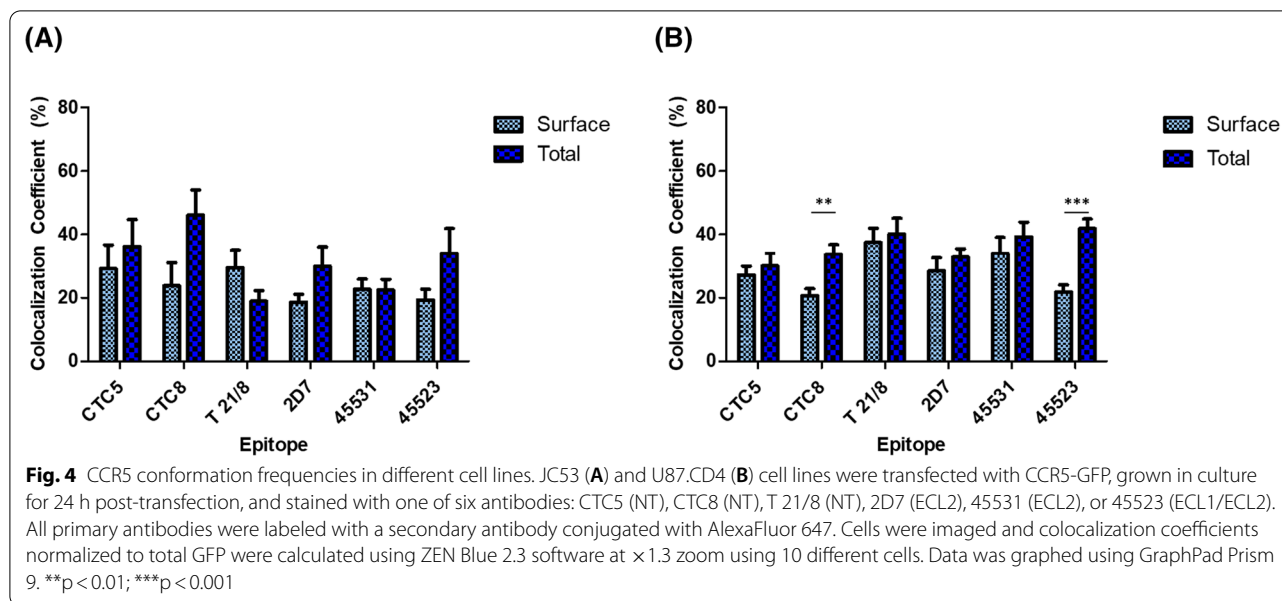 (A)
(B)
Colocalization Coefficient (%)
80
60
40
20
0
Surface
Total
CTC5
CTC8
T 21/8
2D7
45531
45523
Epitope
Colocalization Coefficient (%)
80
60
40
20
0
**
***
Surface
Total
CTC5
CTC8
T 21/8
2D7
45531
45523
Epitope
Fig. 4 CCR5 conformation frequencies in different cell lines. JC53 (A) and U87.CD4 (B) cell lines were transfected with CCR5-GFP, grown in culture
for 24 h post-transfection, and stained with one of six antibodies: CTC5 (NT), CTC8 (NT), T 21/8 (NT), 2D7 (ECL2), 45531 (ECL2), or 45523 (ECL1/ECL2).
All primary antibodies were labeled with a secondary antibody conjugated with AlexaFluor 647. Cells were imaged and colocalization coefficients
normalized to total GFP were calculated using ZEN Blue 2.3 software at ×1.3 zoom using 10 different cells. Data was graphed using GraphPad Prism
9. **p < 0.01; ***p < 0.001